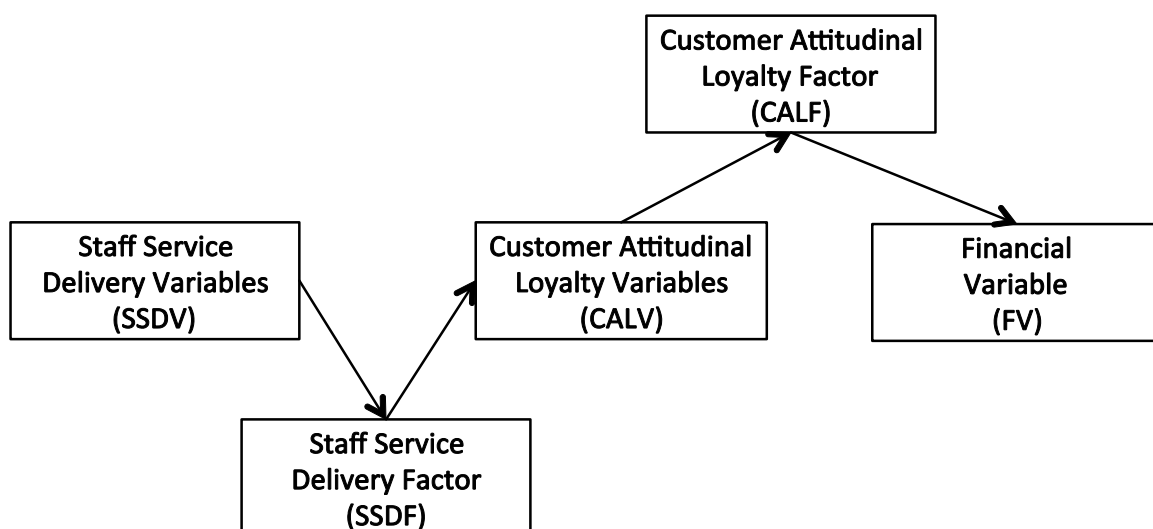 Customer Attitudinal
Loyalty Factor
(CALF)
Staff Service
Delivery Variables
(SSDV)
Customer Attitudinal
Loyalty Variables
(CALV)
Financial
Variable
(FV)
Staff Service
Delivery Factor
(SSDF)